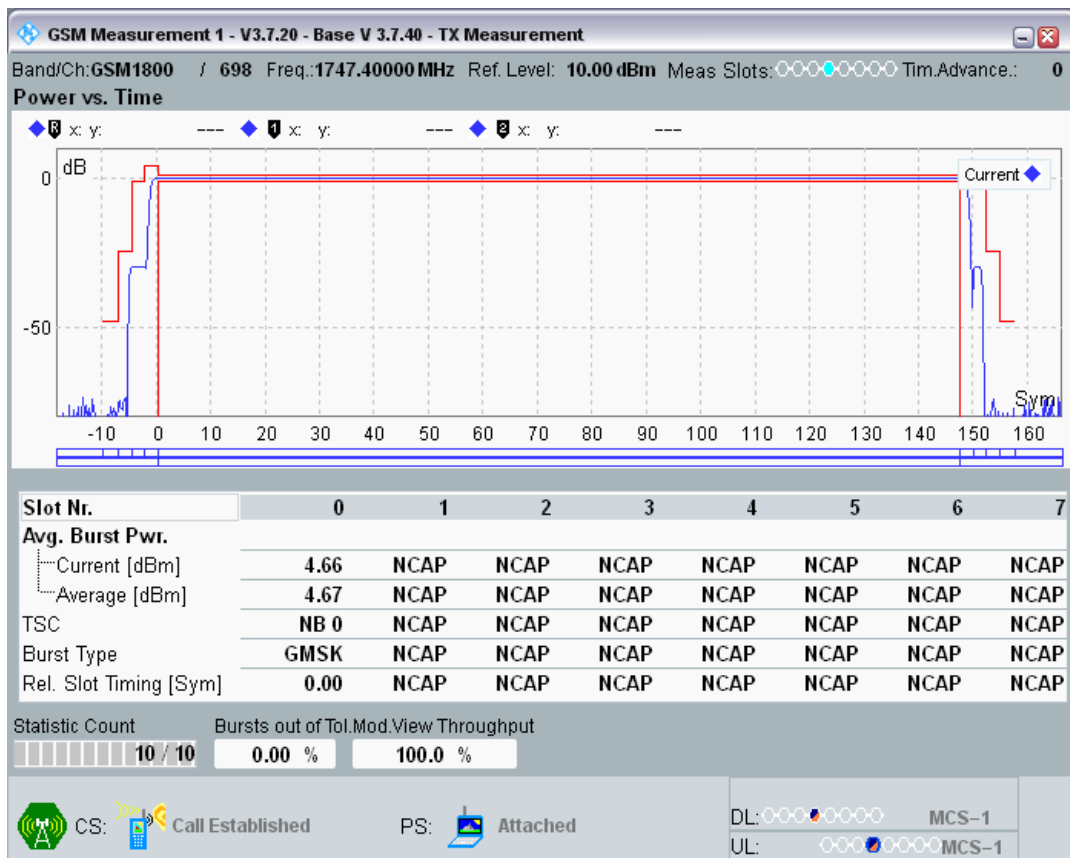 GSM Measurement 1 - V3.7.20 - Base V 3.7.40 - TX Measurement
Band/Ch:GSM1800 / 698 Freq.:1747.40000 MHz Ref. Level: 10.00 dBm Meas Slots: Tim.Advance.: 0
Power vs. Time
R x: y: --- 1 x: y: --- 2 x: y: ---
dB
Current
0
-50
Sym
-10 0 10 20 30 40 50 60 70 80 90 100 110 120 130 140 150 160
Slot Nr. 0 1 2 3 4 5 6 7
Avg. Burst Pwr.
Current [dBm] 4.66 NCAP NCAP NCAP NCAP NCAP NCAP NCAP
Average [dBm] 4.67 NCAP NCAP NCAP NCAP NCAP NCAP NCAP
TSC NB 0 NCAP NCAP NCAP NCAP NCAP NCAP NCAP
Burst Type GMSK NCAP NCAP NCAP NCAP NCAP NCAP NCAP
Rel. Slot Timing [Sym] 0.00 NCAP NCAP NCAP NCAP NCAP NCAP NCAP
Statistic Count Bursts out of Tol. Mod.View Throughput
10 / 10 0.00 % 100.0 %
CS: Call Established PS: Attached
DL: MCS-1
UL: MCS-1